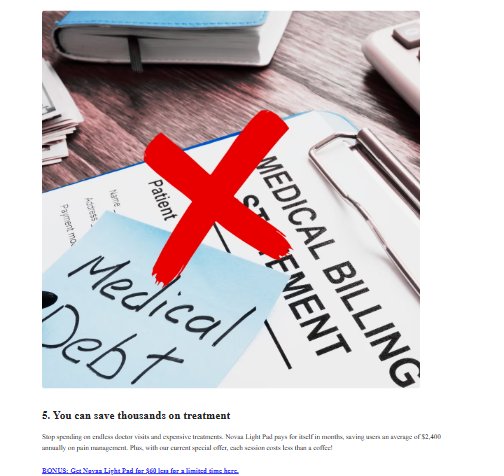 MEDICAL BILLING
STATEMENT
Patient
Name
Address
Payment mo
Medical
Debt
5. You can save thousands on treatment
Stop spending on endless doctor visits and expensive treatments. Novaa Light Pad pays for itself in months, saving users an average of $2,400
annually on pain management. Plus, with our current special offer, each session costs less than a coffee!
BONUS: Get Novaa Light Pad for $60 less for a limited time here.